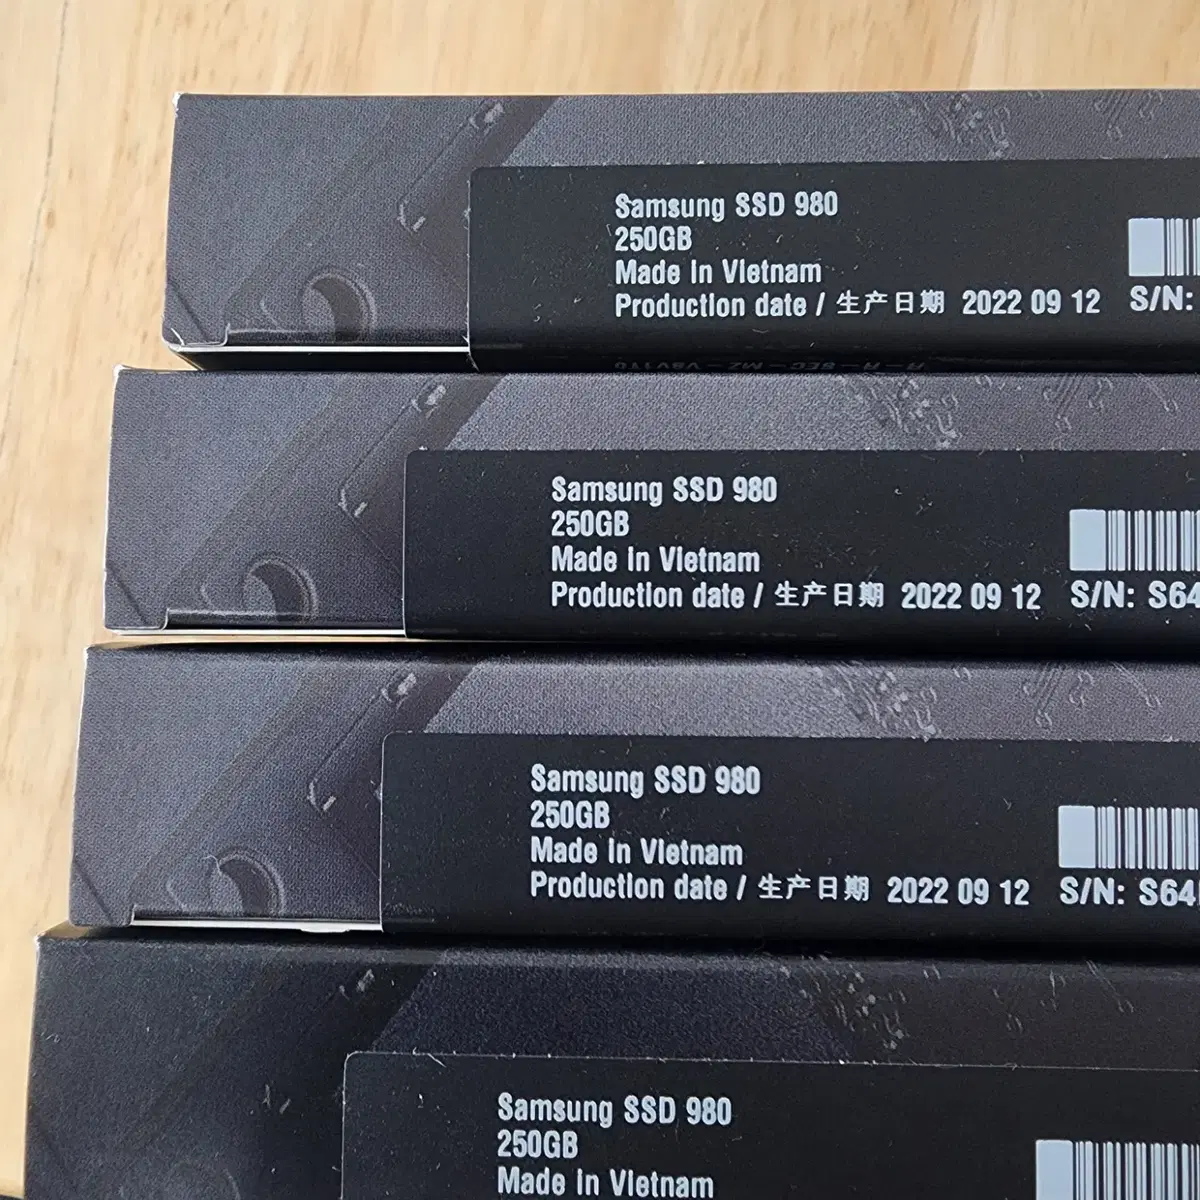 Samsung SSD 980
250GB
Made in Vietnam
Production date / 生产日期 2022 09 12 S/N:
Samsung SSD 980
250GB
Made in Vietnam
Production date / 生产日期 2022 09 12 S/N: S64
Samsung SSD 980
250GB
Made in Vietnam
Production date / 生产日期 2022 09 12 S/N: S64
Samsung SSD 980
250GB
Made in Vietnam